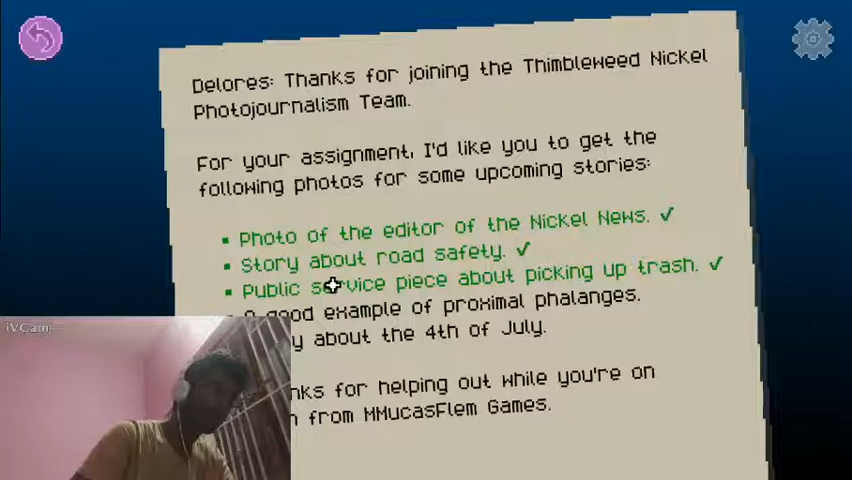 Delores: Thanks for joining the Thimbleweed Nickel
Photojournalism Team.
For your assignment, I'd like you to get the
following photos for some upcoming stories:
▪ Photo of the editor of the Nickel News. ✓
▪ Story about road safety. ✓
▪ Public service piece about picking up trash. ✓
good example of proximal phalanges.
about the 4th of July.
for helping out while you're on
from MMucasFlem Games.
iVCam